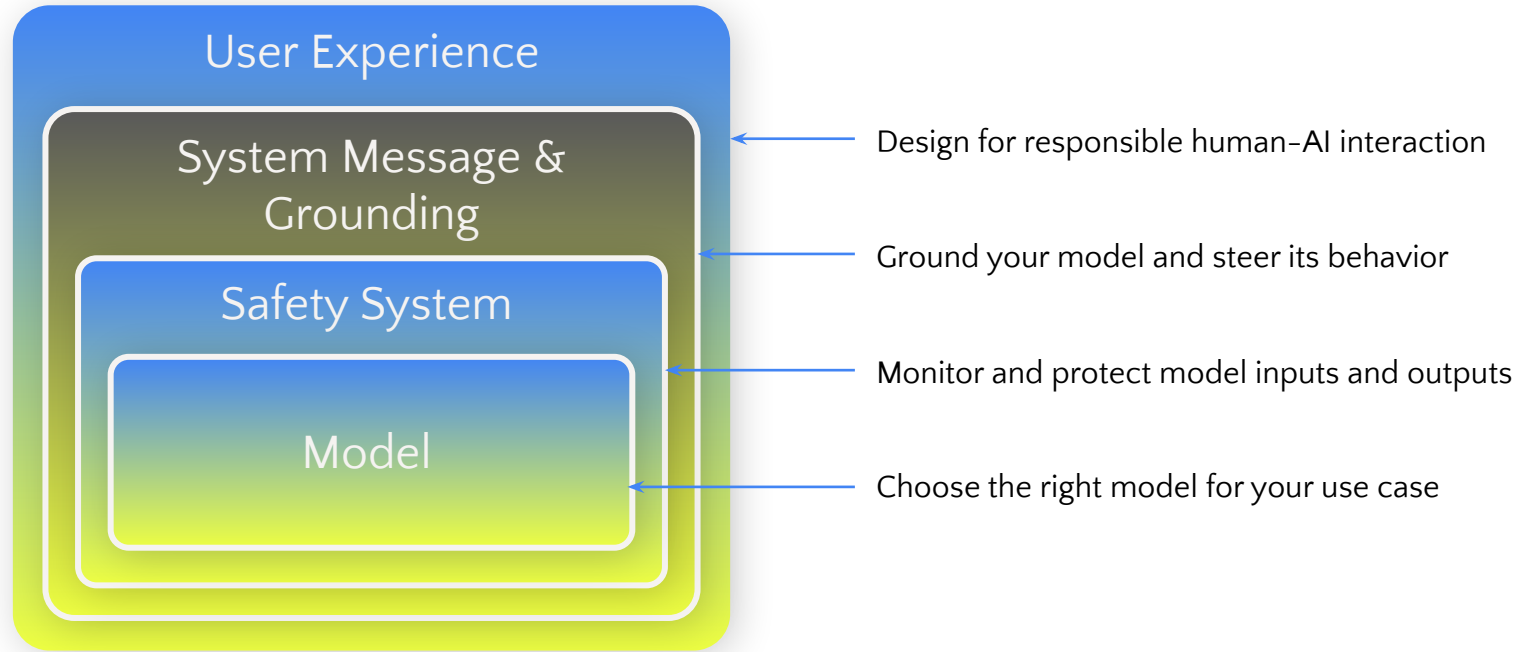 User Experience
System Message &
Grounding
Safety System
Model
Design for responsible human-AI interaction
Ground your model and steer its behavior
Monitor and protect model inputs and outputs
Choose the right model for your use case